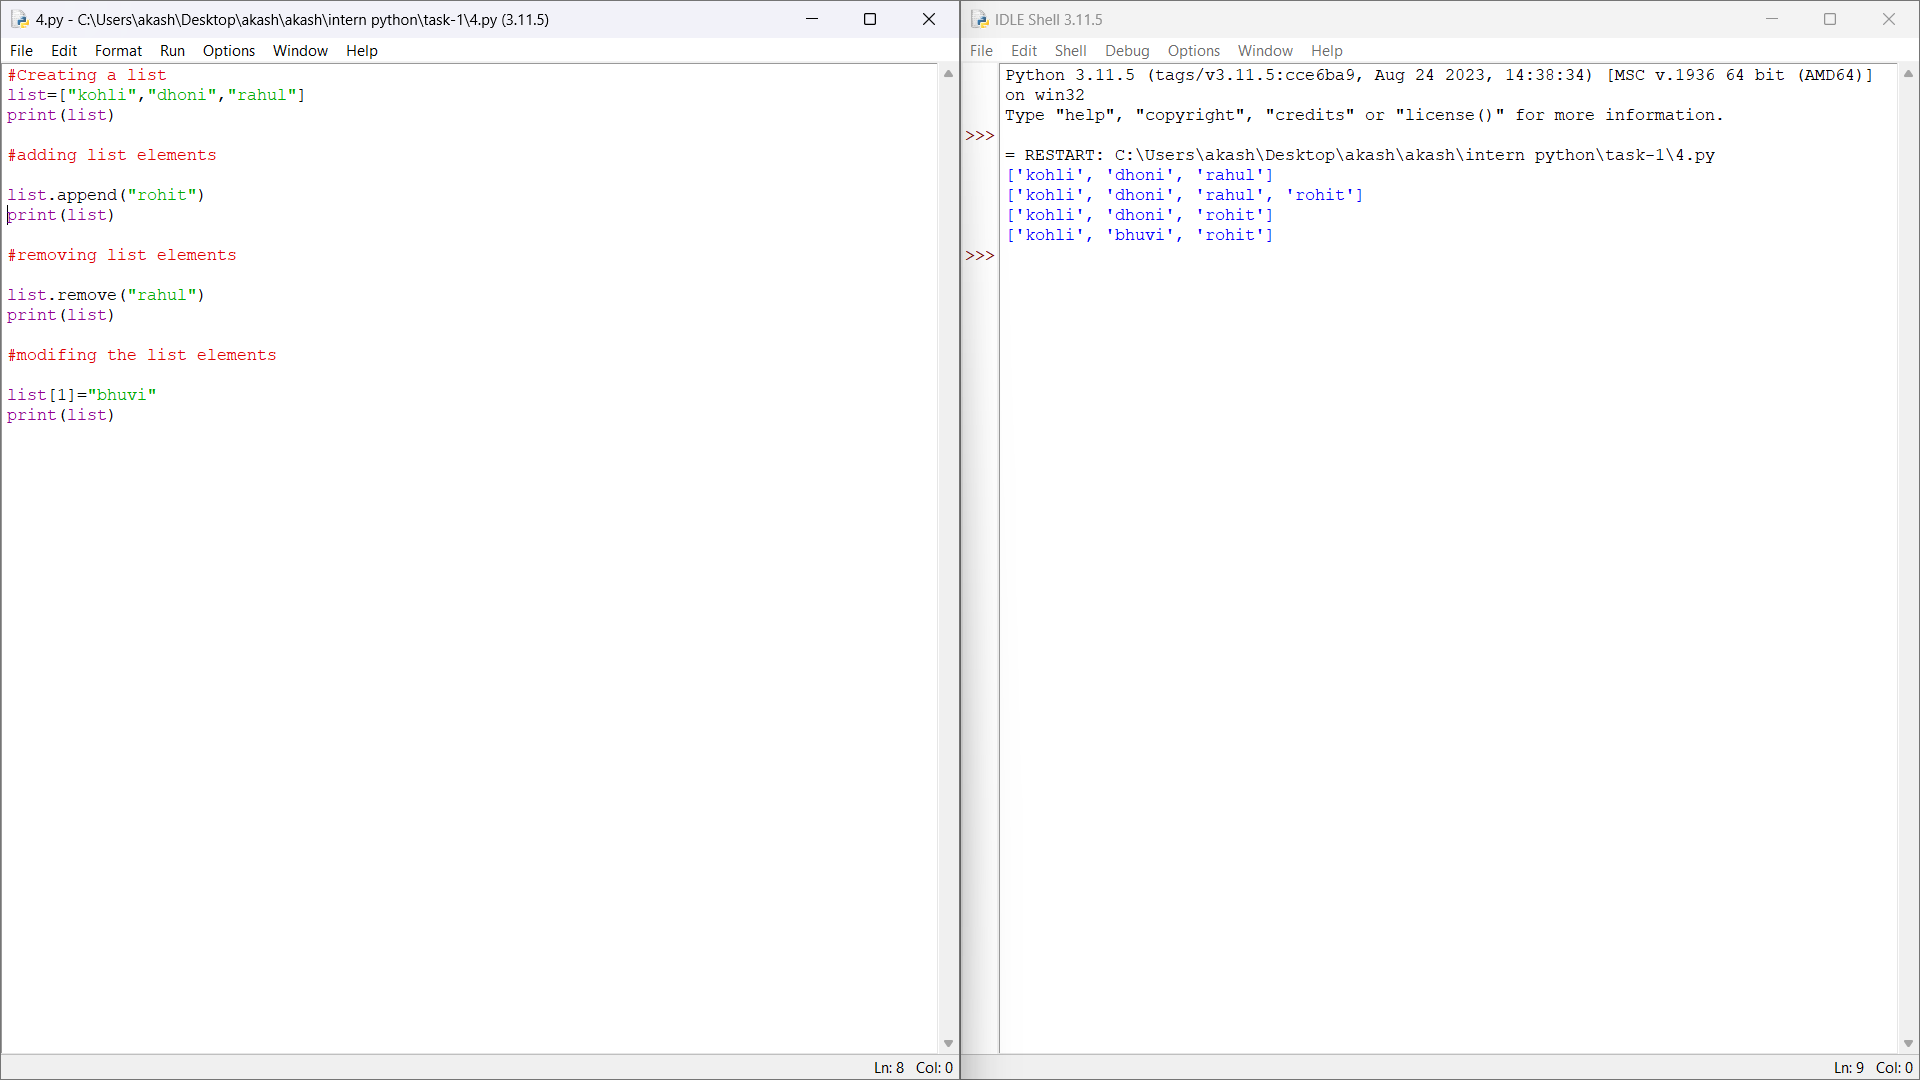 4.py - C:\Users\akash\Desktop\akash\akash\intern python\task-1\4.py (3.11.5)
File Edit Format Run Options Window Help
#Creating a list
list=["kohli","dhoni","rahul"]
print(list)
#adding list elements
list.append("rohit")
print(list)
#removing list elements
list.remove("rahul")
print(list)
#modifing the list elements
list[1]="bhuvi"
print(list)
Ln: 8 Col: 0
IDLE Shell 3.11.5
File Edit Shell Debug Options Window Help
Python 3.11.5 (tags/v3.11.5:cce6ba9, Aug 24 2023, 14:38:34) [MSC v.1936 64 bit (AMD64)]
on win32
Type "help", "copyright", "credits" or "license()" for more information.
>>>
= RESTART: C:\Users\akash\Desktop\akash\akash\intern python\task-1\4.py
['kohli', 'dhoni', 'rahul']
['kohli', 'dhoni', 'rahul', 'rohit']
['kohli', 'dhoni', 'rohit']
['kohli', 'bhuvi', 'rohit']
>>>
Ln: 9 Col: 0